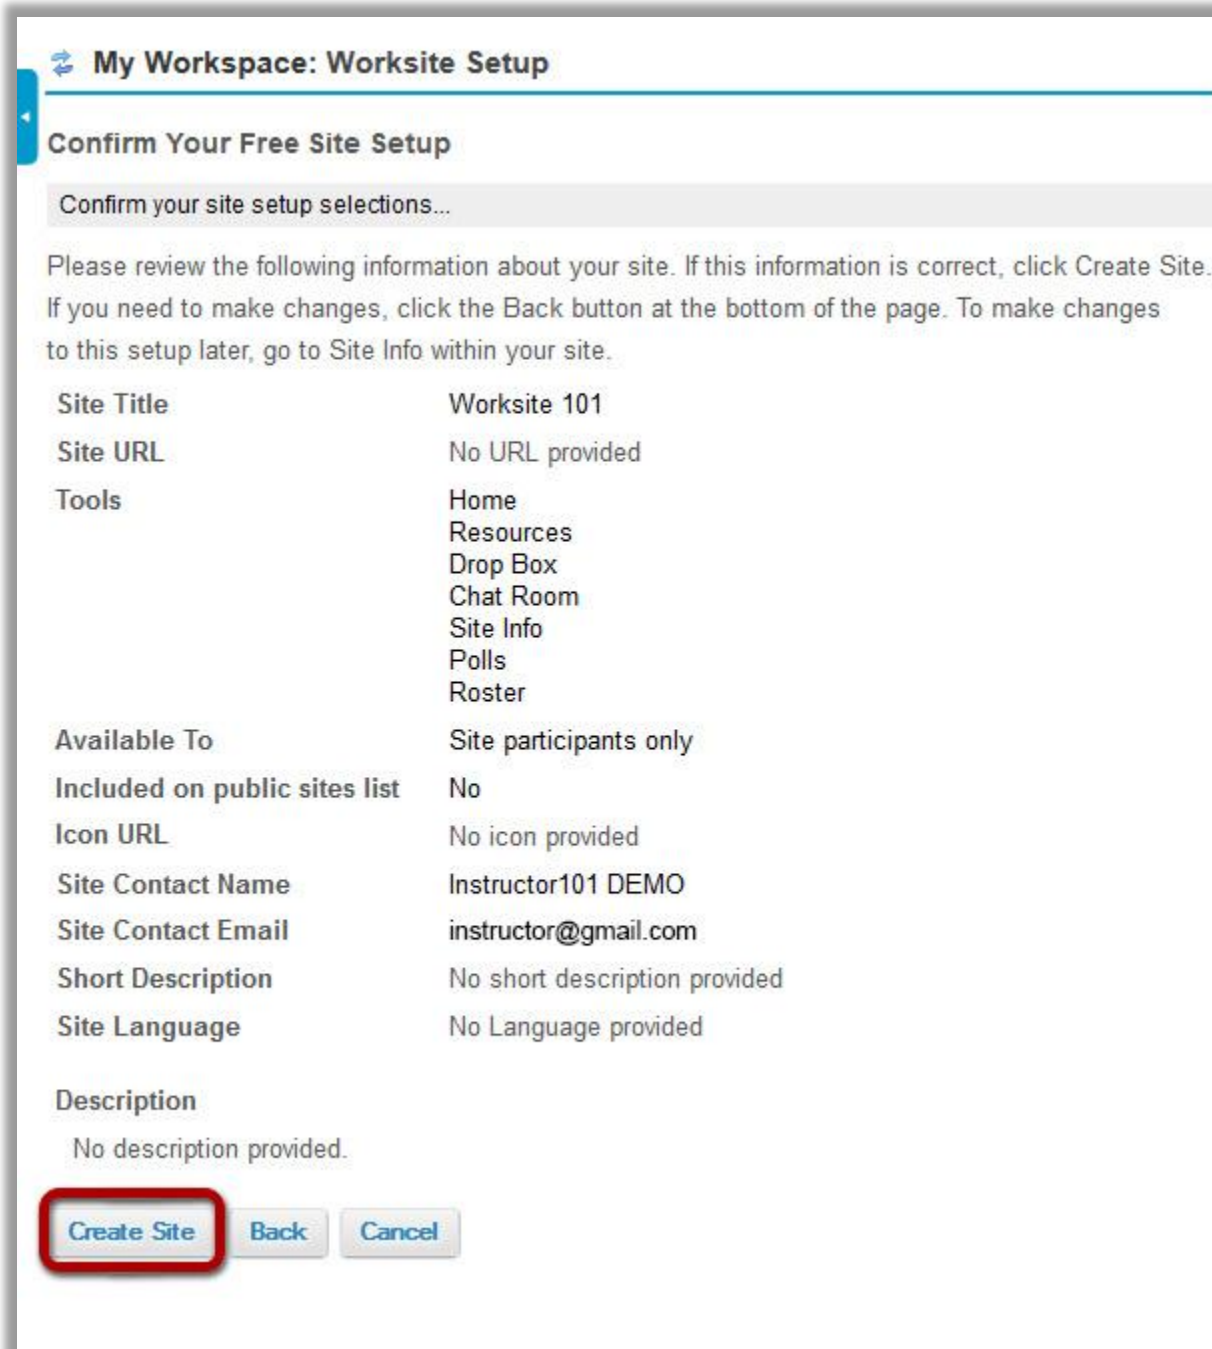 My Workspace: Worksite Setup
Confirm Your Free Site Setup
Confirm your site setup selections...
Please review the following information about your site. If this information is correct, click Create Site.
If you need to make changes, click the Back button at the bottom of the page. To make changes
to this setup later, go to Site Info within your site.
Site Title Worksite 101
Site URL No URL provided
Tools Home
Resources
Drop Box
Chat Room
Site Info
Polls
Roster
Available To Site participants only
Included on public sites list No
Icon URL No icon provided
Site Contact Name Instructor101 DEMO
Site Contact Email instructor@gmail.com
Short Description No short description provided
Site Language No Language provided
Description
No description provided.
Create Site Back Cancel